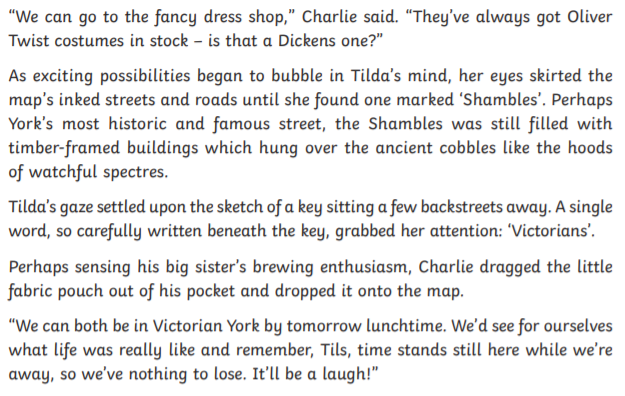 “We can go to the fancy dress shop,” Charlie said. “They’ve always got Oliver
Twist costumes in stock – is that a Dickens one?”
As exciting possibilities began to bubble in Tilda’s mind, her eyes skirted the
map’s inked streets and roads until she found one marked ‘Shambles’. Perhaps
York’s most historic and famous street, the Shambles was still filled with
timber-framed buildings which hung over the ancient cobbles like the hoods
of watchful spectres.
Tilda’s gaze settled upon the sketch of a key sitting a few backstreets away. A single
word, so carefully written beneath the key, grabbed her attention: ‘Victorians’.
Perhaps sensing his big sister’s brewing enthusiasm, Charlie dragged the little
fabric pouch out of his pocket and dropped it onto the map.
“We can both be in Victorian York by tomorrow lunchtime. We’d see for ourselves
what life was really like and remember, Tils, time stands still here while we’re
away, so we’ve nothing to lose. It’ll be a laugh!”